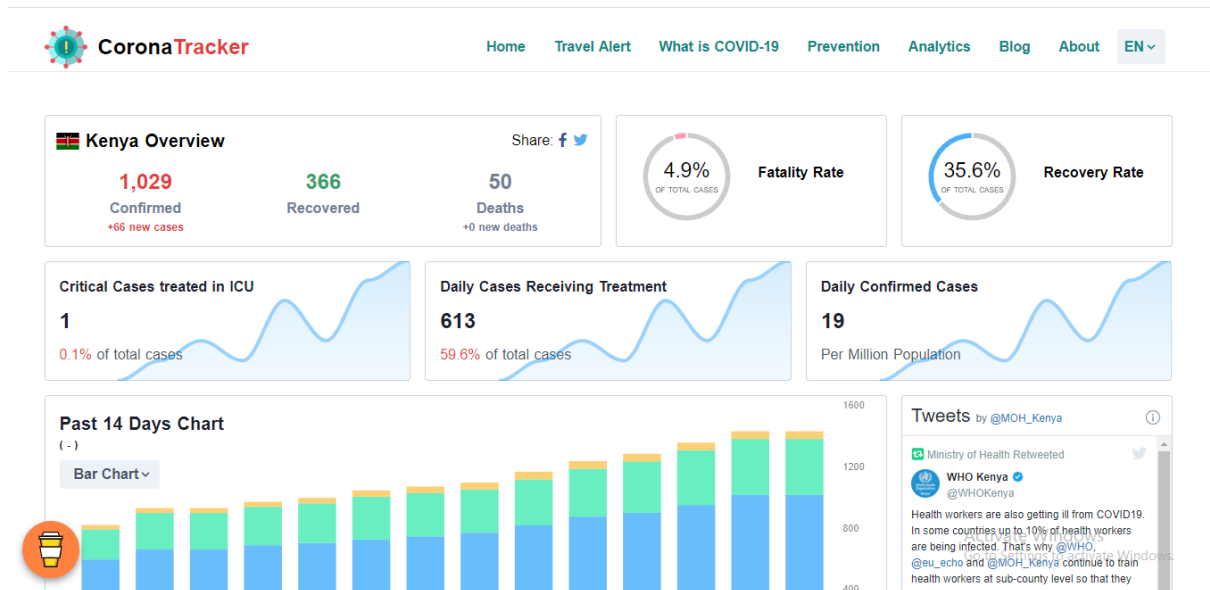 CoronaTracker
Home Travel Alert What is COVID-19 Prevention Analytics Blog About EN
Kenya Overview
Share:
1,029 366 50
Confirmed Recovered Deaths
+66 new cases +0 new deaths
4.9%
OF TOTAL CASES
Fatality Rate
35.6%
OF TOTAL CASES
Recovery Rate
Critical Cases treated in ICU
1
0.1% of total cases
Daily Cases Receiving Treatment
613
59.6% of total cases
Daily Confirmed Cases
19
Per Million Population
Past 14 Days Chart
( - )
Bar Chart
1600
1200
800
400
Tweets by @MOH_Kenya
Ministry of Health Retweeted
WHO Kenya
@WHOKenya
Health workers are also getting ill from COVID19.
In some countries up to 10% of health workers
are being infected. That's why @WHO,
@eu_echo and @MOH_Kenya continue to train
health workers at sub-county level so that they
Activate Windows
Go to Settings to activate Windows.